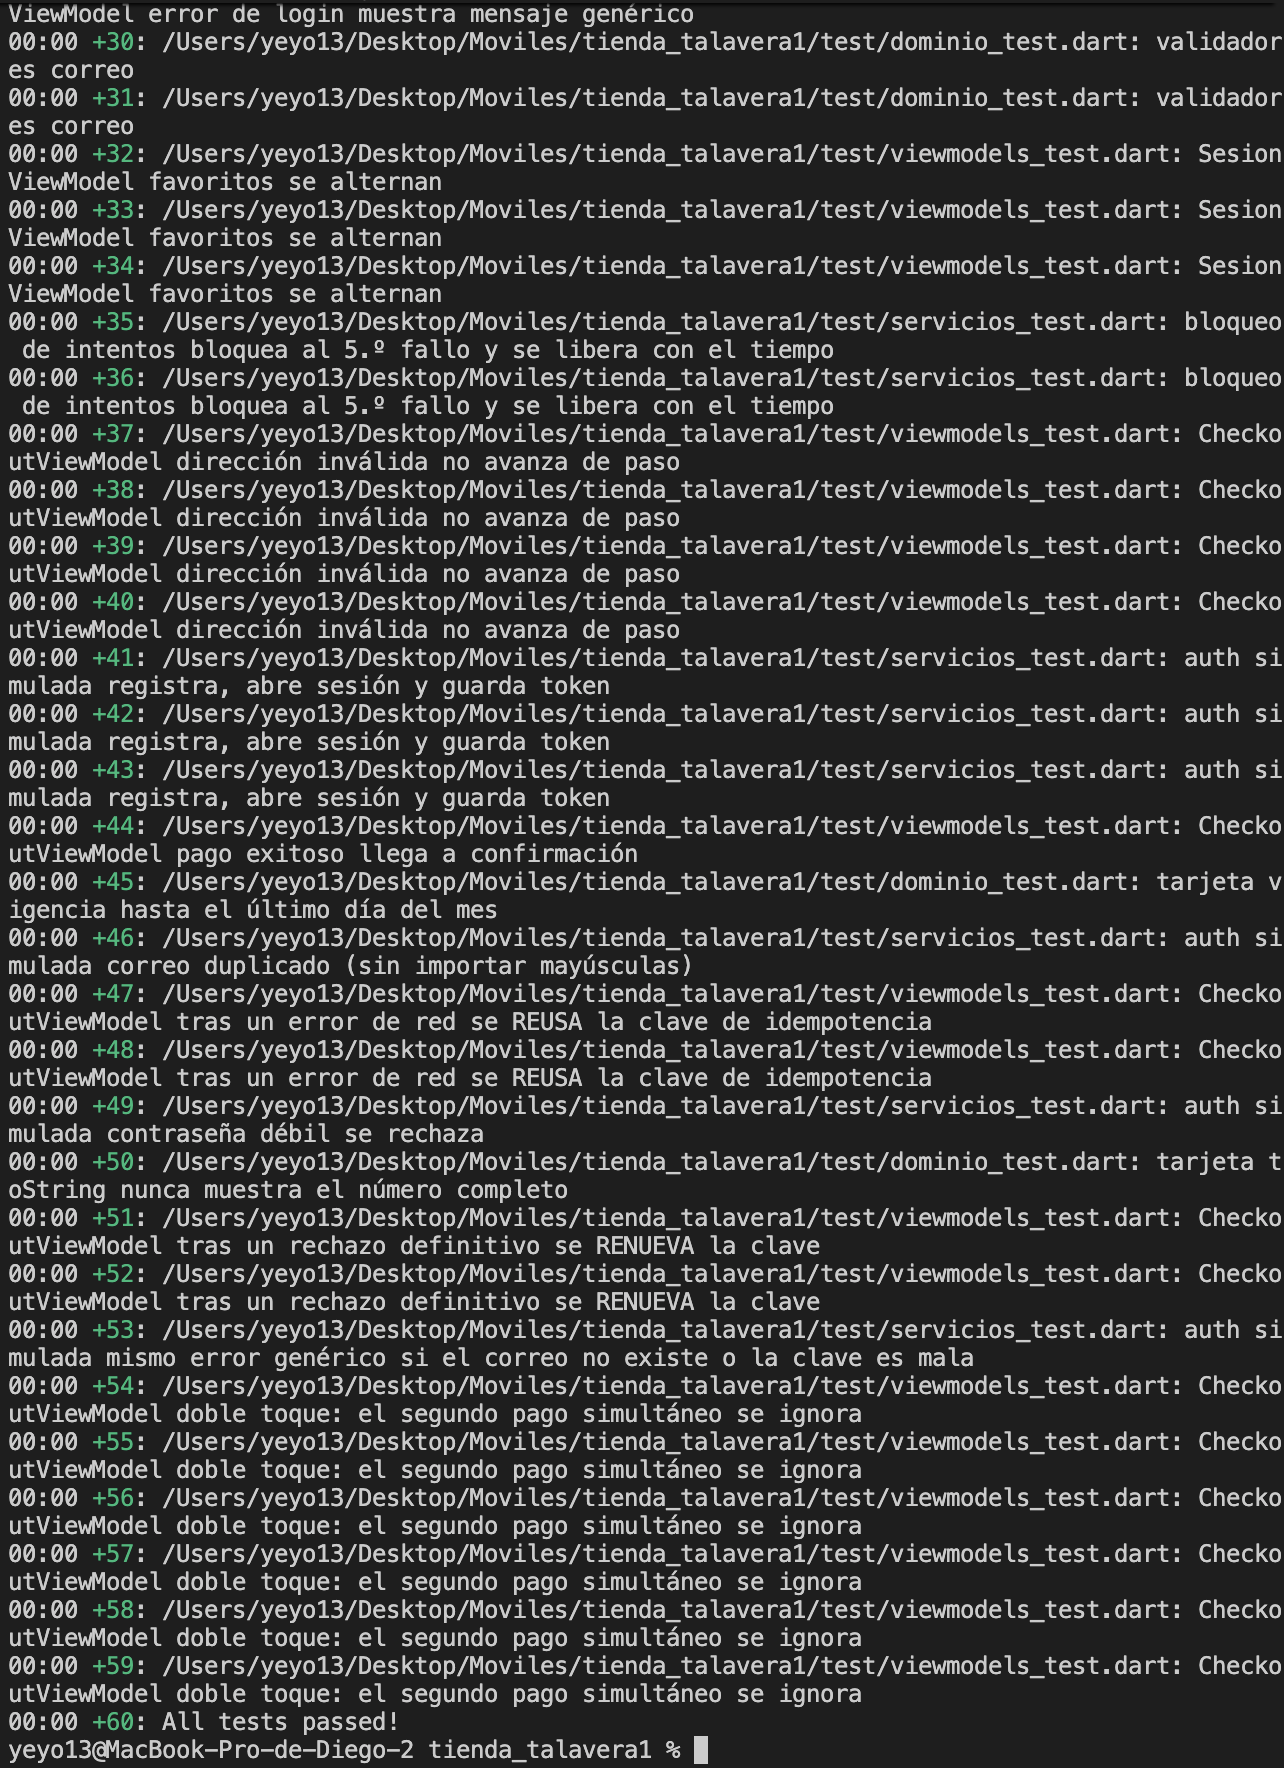 ViewModel error de login muestra mensaje genérico
00:00 +30: /Users/yeyo13/Desktop/Moviles/tienda_talavera1/test/dominio_test.dart: validador
es correo
00:00 +31: /Users/yeyo13/Desktop/Moviles/tienda_talavera1/test/dominio_test.dart: validador
es correo
00:00 +32: /Users/yeyo13/Desktop/Moviles/tienda_talavera1/test/viewmodels_test.dart: Sesion
ViewModel favoritos se alternan
00:00 +33: /Users/yeyo13/Desktop/Moviles/tienda_talavera1/test/viewmodels_test.dart: Sesion
ViewModel favoritos se alternan
00:00 +34: /Users/yeyo13/Desktop/Moviles/tienda_talavera1/test/viewmodels_test.dart: Sesion
ViewModel favoritos se alternan
00:00 +35: /Users/yeyo13/Desktop/Moviles/tienda_talavera1/test/servicios_test.dart: bloqueo
 de intentos bloquea al 5.º fallo y se libera con el tiempo
00:00 +36: /Users/yeyo13/Desktop/Moviles/tienda_talavera1/test/servicios_test.dart: bloqueo
 de intentos bloquea al 5.º fallo y se libera con el tiempo
00:00 +37: /Users/yeyo13/Desktop/Moviles/tienda_talavera1/test/viewmodels_test.dart: Checko
utViewModel dirección inválida no avanza de paso
00:00 +38: /Users/yeyo13/Desktop/Moviles/tienda_talavera1/test/viewmodels_test.dart: Checko
utViewModel dirección inválida no avanza de paso
00:00 +39: /Users/yeyo13/Desktop/Moviles/tienda_talavera1/test/viewmodels_test.dart: Checko
utViewModel dirección inválida no avanza de paso
00:00 +40: /Users/yeyo13/Desktop/Moviles/tienda_talavera1/test/viewmodels_test.dart: Checko
utViewModel dirección inválida no avanza de paso
00:00 +41: /Users/yeyo13/Desktop/Moviles/tienda_talavera1/test/servicios_test.dart: auth si
mulada registra, abre sesión y guarda token
00:00 +42: /Users/yeyo13/Desktop/Moviles/tienda_talavera1/test/servicios_test.dart: auth si
mulada registra, abre sesión y guarda token
00:00 +43: /Users/yeyo13/Desktop/Moviles/tienda_talavera1/test/servicios_test.dart: auth si
mulada registra, abre sesión y guarda token
00:00 +44: /Users/yeyo13/Desktop/Moviles/tienda_talavera1/test/viewmodels_test.dart: Checko
utViewModel pago exitoso llega a confirmación
00:00 +45: /Users/yeyo13/Desktop/Moviles/tienda_talavera1/test/dominio_test.dart: tarjeta v
igencia hasta el último día del mes
00:00 +46: /Users/yeyo13/Desktop/Moviles/tienda_talavera1/test/servicios_test.dart: auth si
mulada correo duplicado (sin importar mayúsculas)
00:00 +47: /Users/yeyo13/Desktop/Moviles/tienda_talavera1/test/viewmodels_test.dart: Checko
utViewModel tras un error de red se REUSA la clave de idempotencia
00:00 +48: /Users/yeyo13/Desktop/Moviles/tienda_talavera1/test/viewmodels_test.dart: Checko
utViewModel tras un error de red se REUSA la clave de idempotencia
00:00 +49: /Users/yeyo13/Desktop/Moviles/tienda_talavera1/test/servicios_test.dart: auth si
mulada contraseña débil se rechaza
00:00 +50: /Users/yeyo13/Desktop/Moviles/tienda_talavera1/test/dominio_test.dart: tarjeta t
oString nunca muestra el número completo
00:00 +51: /Users/yeyo13/Desktop/Moviles/tienda_talavera1/test/viewmodels_test.dart: Checko
utViewModel tras un rechazo definitivo se RENUEVA la clave
00:00 +52: /Users/yeyo13/Desktop/Moviles/tienda_talavera1/test/viewmodels_test.dart: Checko
utViewModel tras un rechazo definitivo se RENUEVA la clave
00:00 +53: /Users/yeyo13/Desktop/Moviles/tienda_talavera1/test/servicios_test.dart: auth si
mulada mismo error genérico si el correo no existe o la clave es mala
00:00 +54: /Users/yeyo13/Desktop/Moviles/tienda_talavera1/test/viewmodels_test.dart: Checko
utViewModel doble toque: el segundo pago simultáneo se ignora
00:00 +55: /Users/yeyo13/Desktop/Moviles/tienda_talavera1/test/viewmodels_test.dart: Checko
utViewModel doble toque: el segundo pago simultáneo se ignora
00:00 +56: /Users/yeyo13/Desktop/Moviles/tienda_talavera1/test/viewmodels_test.dart: Checko
utViewModel doble toque: el segundo pago simultáneo se ignora
00:00 +57: /Users/yeyo13/Desktop/Moviles/tienda_talavera1/test/viewmodels_test.dart: Checko
utViewModel doble toque: el segundo pago simultáneo se ignora
00:00 +58: /Users/yeyo13/Desktop/Moviles/tienda_talavera1/test/viewmodels_test.dart: Checko
utViewModel doble toque: el segundo pago simultáneo se ignora
00:00 +59: /Users/yeyo13/Desktop/Moviles/tienda_talavera1/test/viewmodels_test.dart: Checko
utViewModel doble toque: el segundo pago simultáneo se ignora
00:00 +60: All tests passed!
yeyo13@MacBook-Pro-de-Diego-2 tienda_talavera1 %